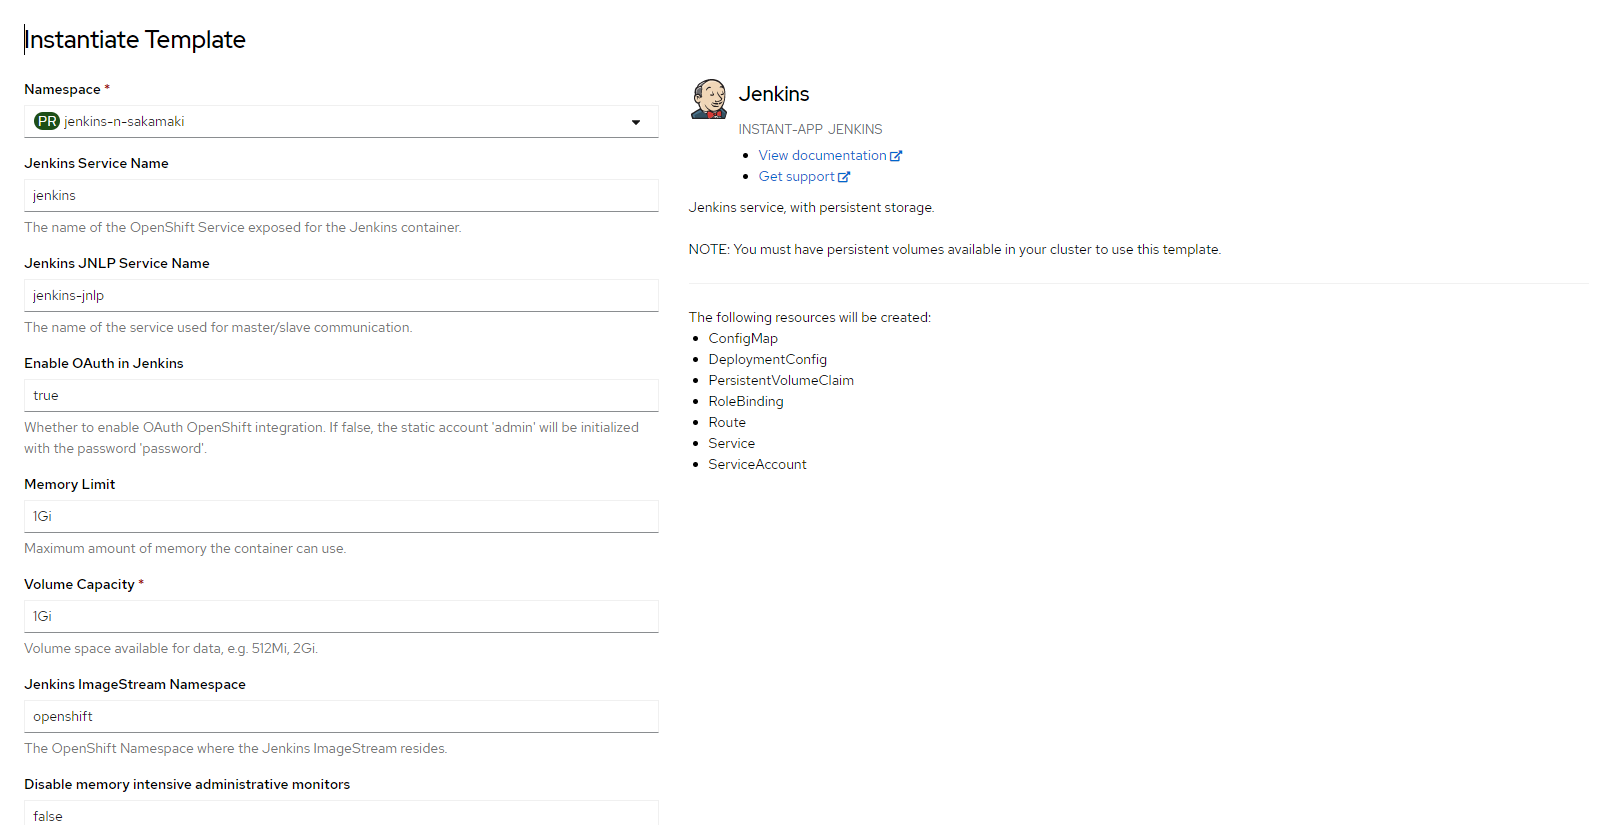 Instantiate Template
Namespace *
PR jenkins-n-sakamaki
Jenkins Service Name
jenkins
The name of the OpenShift Service exposed for the Jenkins container.
Jenkins JNLP Service Name
jenkins-jnlp
The name of the service used for master/slave communication.
Enable OAuth in Jenkins
true
Whether to enable OAuth OpenShift integration. If false, the static account 'admin' will be initialized
with the password 'password'.
Memory Limit
1Gi
Maximum amount of memory the container can use.
Volume Capacity *
1Gi
Volume space available for data, e.g. 512Mi, 2Gi.
Jenkins ImageStream Namespace
openshift
The OpenShift Namespace where the Jenkins ImageStream resides.
Disable memory intensive administrative monitors
false
Jenkins
INSTANT-APP JENKINS
View documentation
Get support
Jenkins service, with persistent storage.
NOTE: You must have persistent volumes available in your cluster to use this template.
The following resources will be created:
ConfigMap
DeploymentConfig
PersistentVolumeClaim
RoleBinding
Route
Service
ServiceAccount